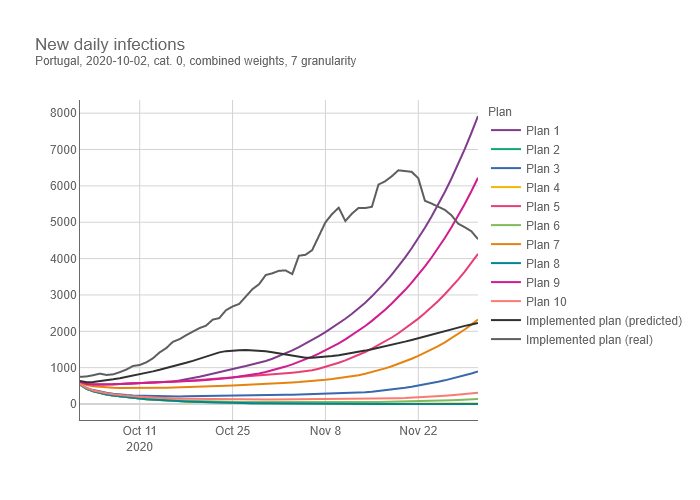 New daily infections
Portugal, 2020-10-02, cat. 0, combined weights, 7 granularity
8000
7000
6000
5000
4000
3000
2000
1000
0
Oct 11
2020
Oct 25
Nov 8
Nov 22
Plan
Plan 1
Plan 2
Plan 3
Plan 4
Plan 5
Plan 6
Plan 7
Plan 8
Plan 9
Plan 10
Implemented plan (predicted)
Implemented plan (real)